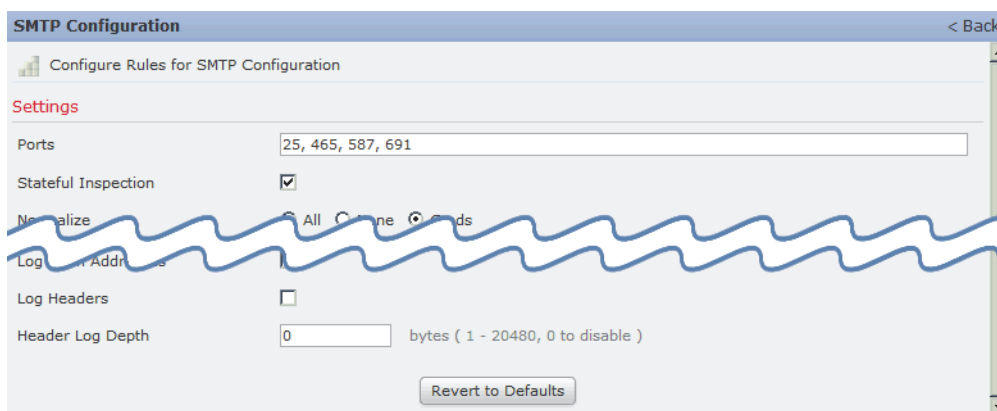 SMTP Configuration < Back
Configure Rules for SMTP Configuration
Settings
Ports 25, 465, 587, 691
Stateful Inspection
All
Log
Log Headers
Header Log Depth 0 bytes ( 1 - 20480, 0 to disable )
Revert to Defaults